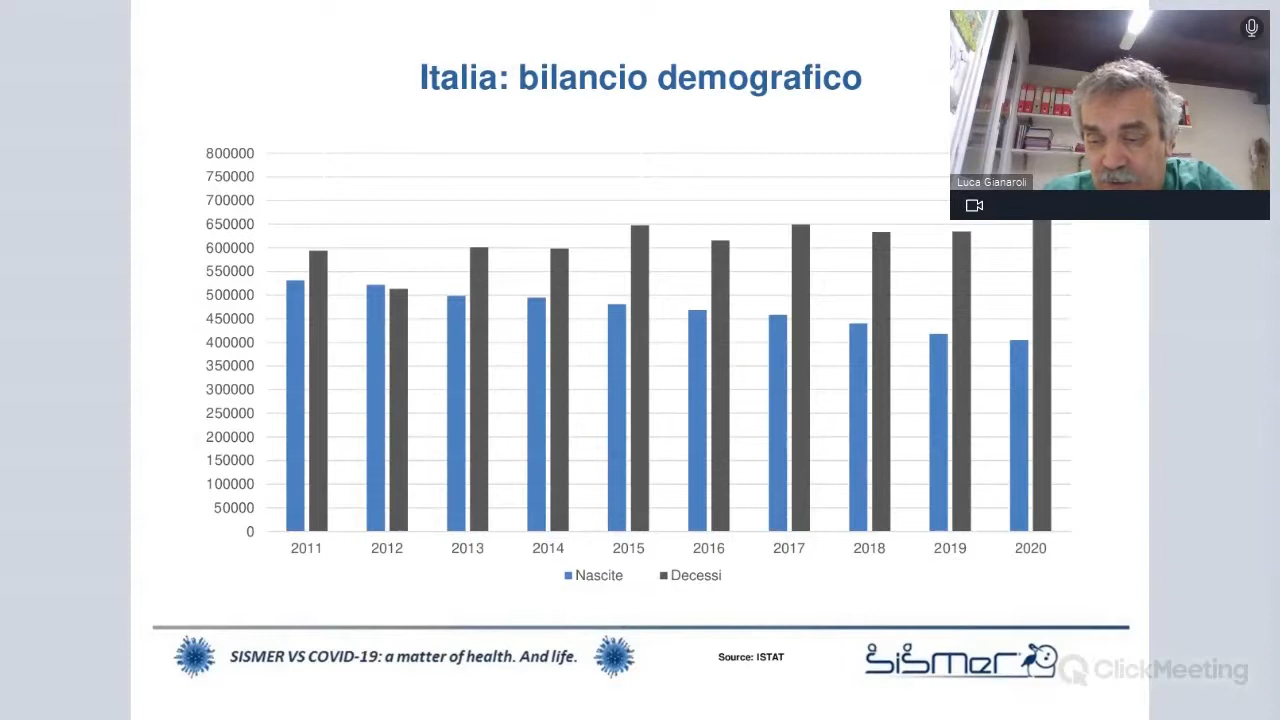 Italia: bilancio demografico
Luca Gianaroli
800000
750000
700000
650000
600000
550000
500000
450000
400000
350000
300000
250000
200000
150000
100000
50000
0
2011 2012 2013 2014 2015 2016 2017 2018 2019 2020
Nascite Decessi
SISMER VS COVID-19: a matter of health. And life.
Source: ISTAT
sismer
ClickMeeting